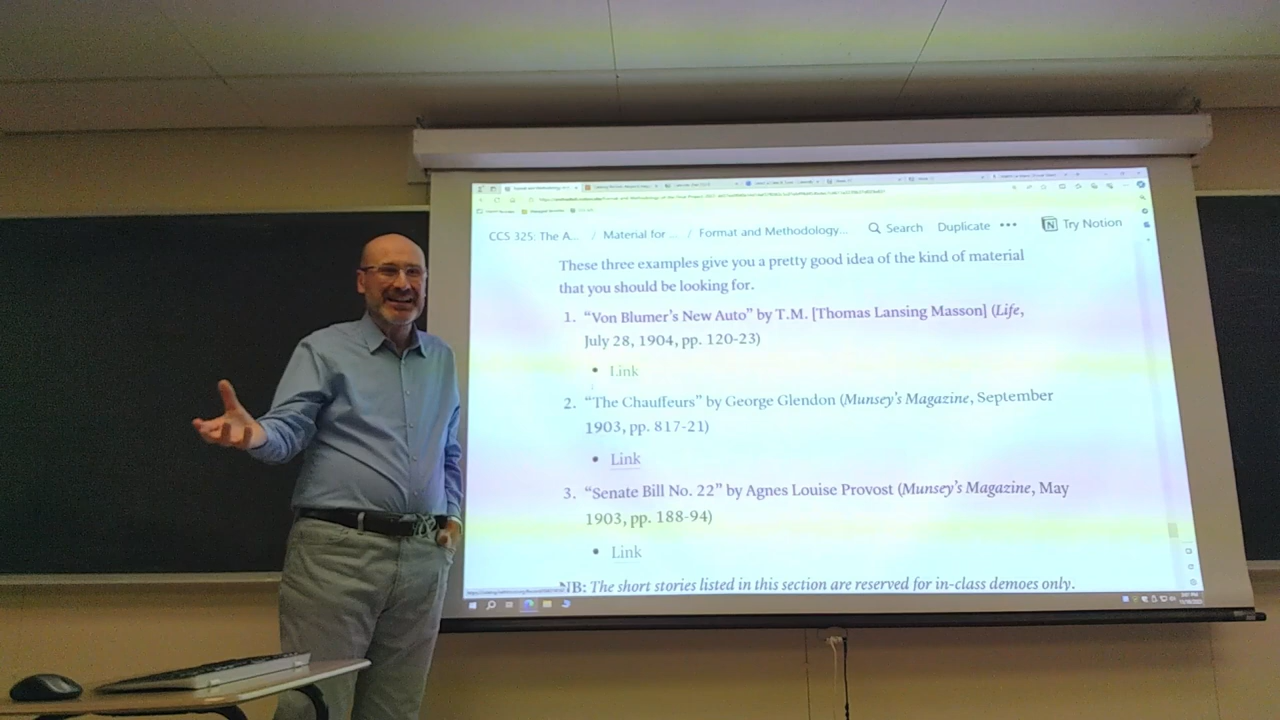 CCS 325: The A... / Material for ... / Format and Methodology... Search Duplicate ••• Try Notion
These three examples give you a pretty good idea of the kind of material
that you should be looking for.
1. “Von Blumer’s New Auto” by T.M. [Thomas Lansing Masson] (Life,
July 28, 1904, pp. 120-23)
• Link
2. “The Chauffeurs” by George Glendon (Munsey’s Magazine, September
1903, pp. 817-21)
• Link
3. “Senate Bill No. 22” by Agnes Louise Provost (Munsey’s Magazine, May
1903, pp. 188-94)
• Link
NB: The short stories listed in this section are reserved for in-class demoes only.